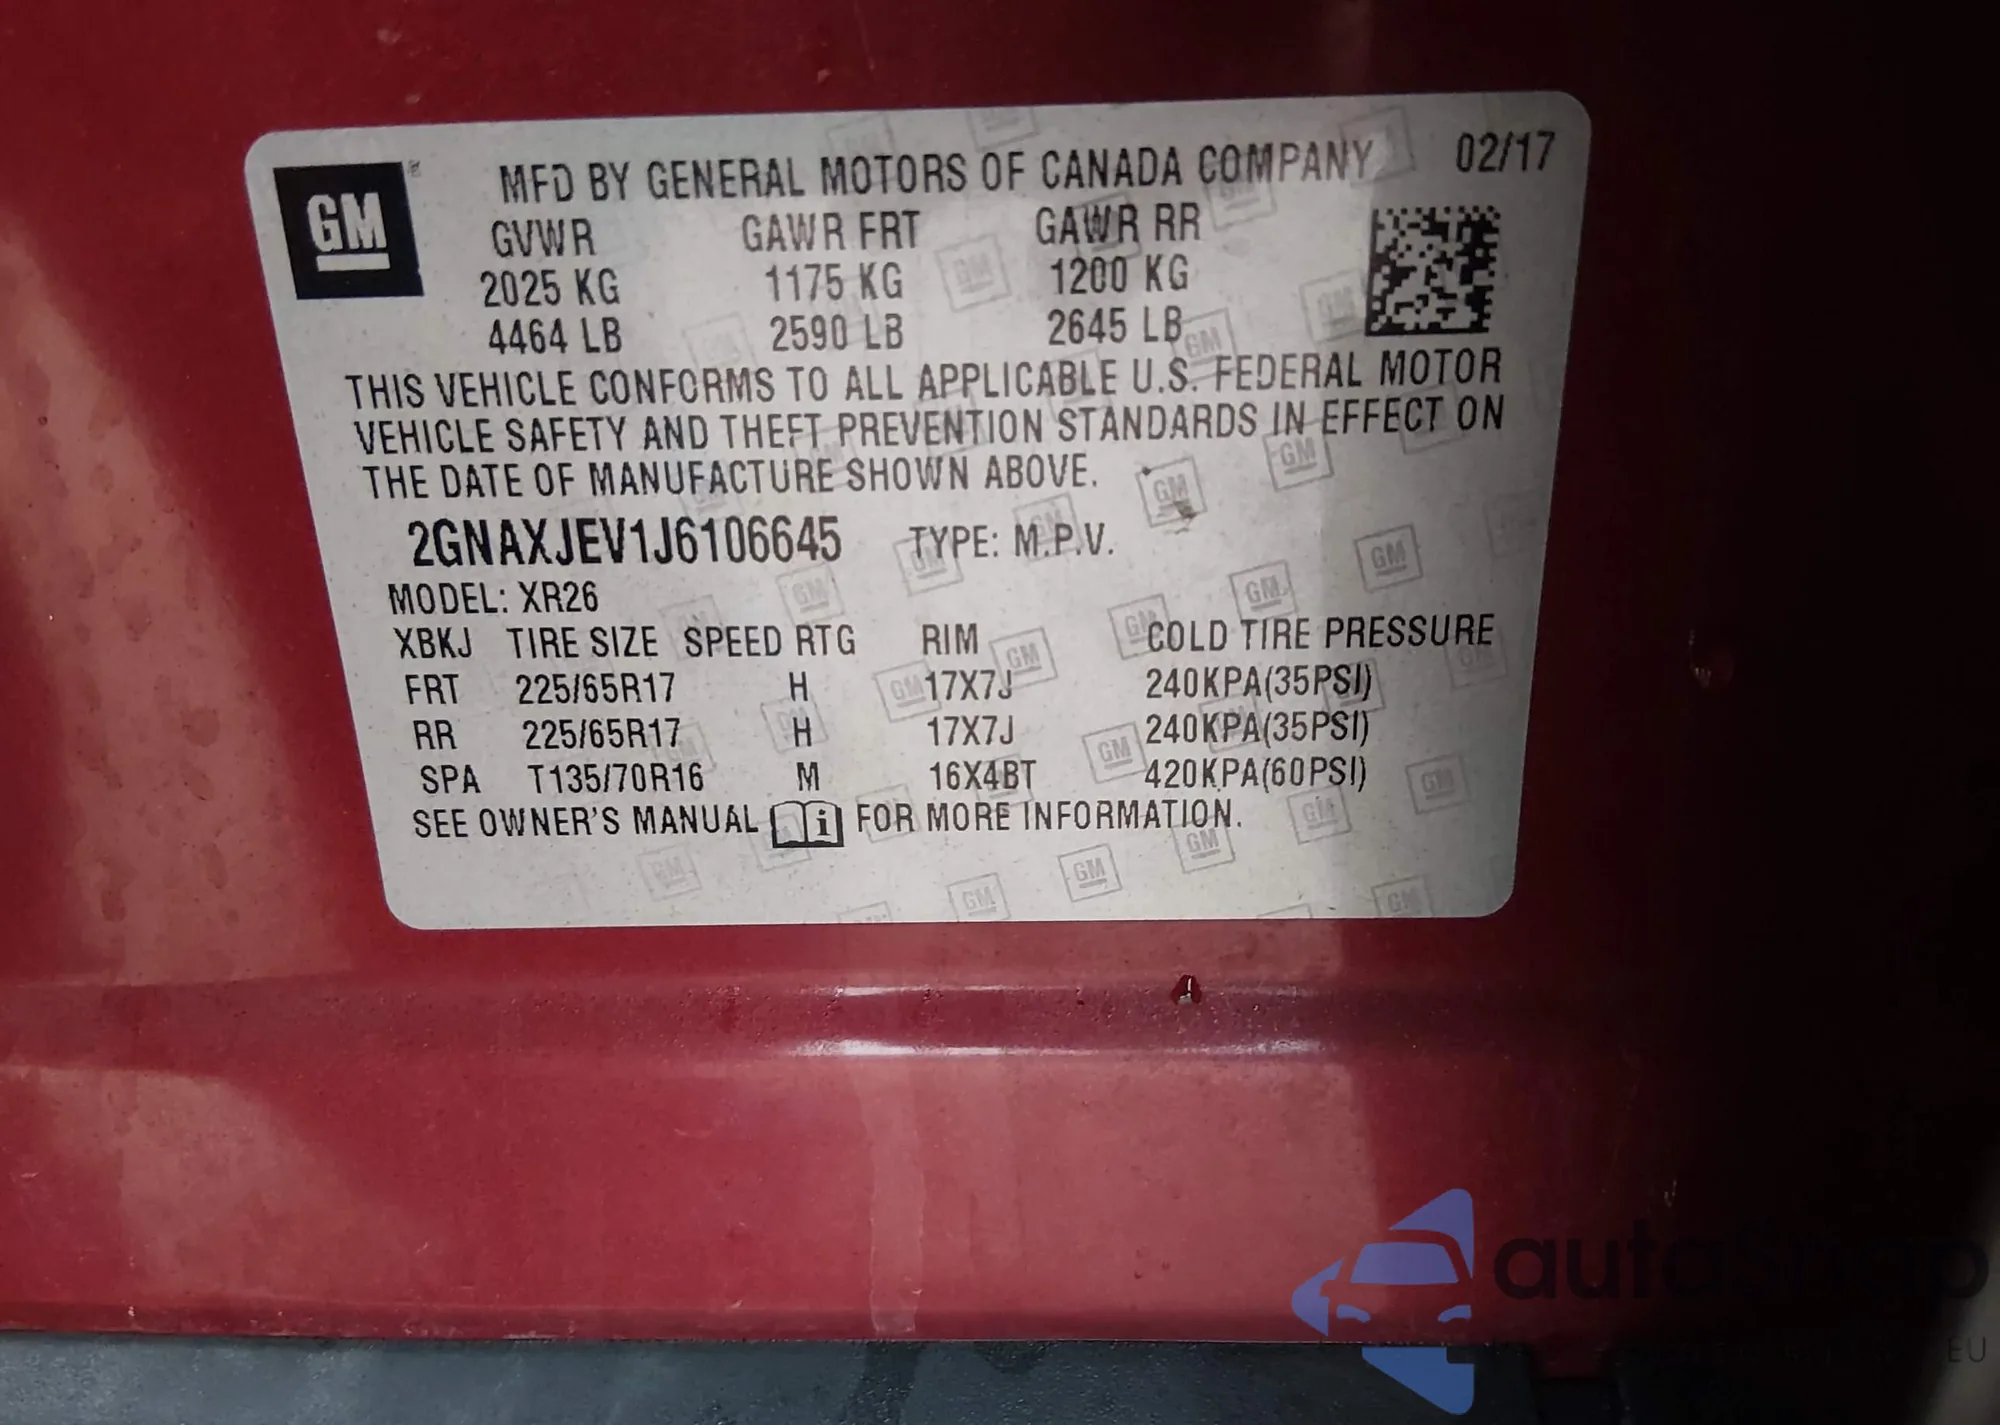 GM
MFD BY GENERAL MOTORS OF CANADA COMPANY 02/17
GVWR GAWR FRT GAWR RR
2025 KG 1175 KG 1200 KG
4464 LB 2590 LB 2645 LB
THIS VEHICLE CONFORMS TO ALL APPLICABLE U.S. FEDERAL MOTOR
VEHICLE SAFETY AND THEFT PREVENTION STANDARDS IN EFFECT ON
THE DATE OF MANUFACTURE SHOWN ABOVE.
2GNAXJEV1J6106645 TYPE: M.P.V.
MODEL: XR26
XBKJ TIRE SIZE SPEED RTG RIM COLD TIRE PRESSURE
FRT 225/65R17 H 17X7J 240KPA(35PSI)
RR 225/65R17 H 17X7J 240KPA(35PSI)
SPA T135/70R16 M 16X4BT 420KPA(60PSI)
SEE OWNER'S MANUAL i FOR MORE INFORMATION.
EU